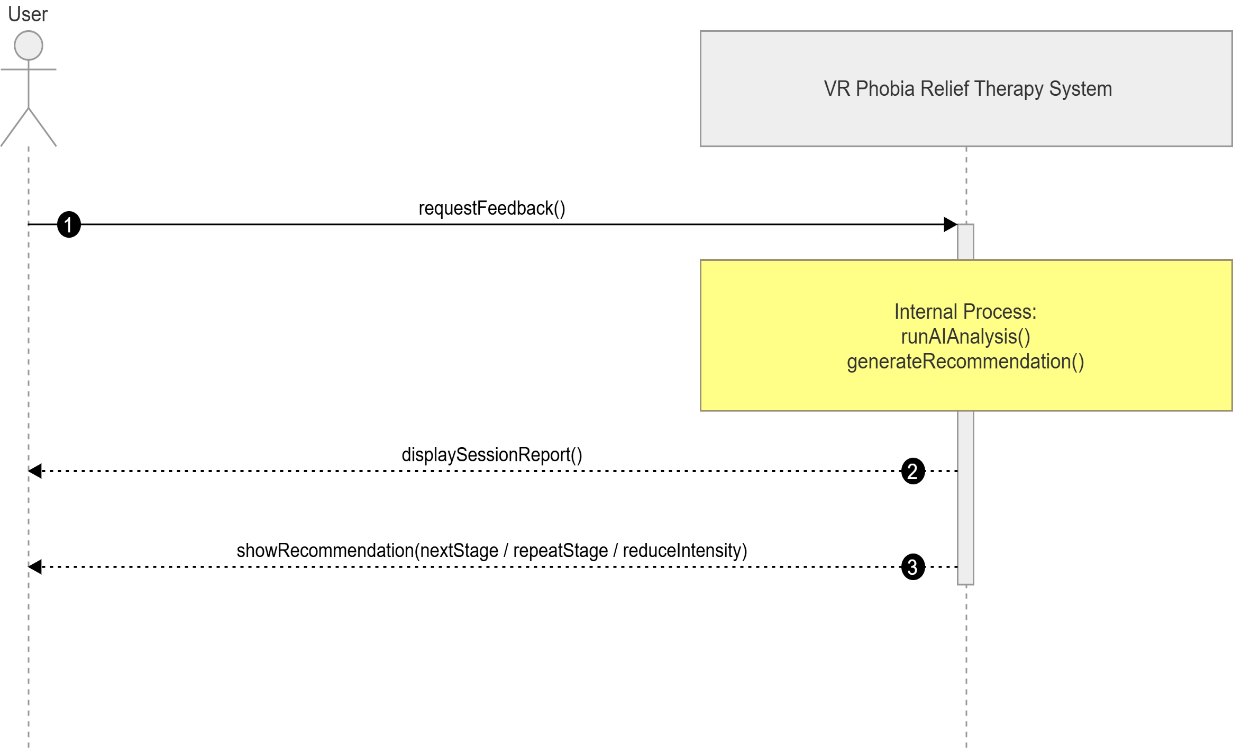 User
VR Phobia Relief Therapy System
requestFeedback()
1
Internal Process:
runAIAnalysis()
generateRecommendation()
displaySessionReport()
2
showRecommendation(nextStage / repeatStage / reduceIntensity)
3